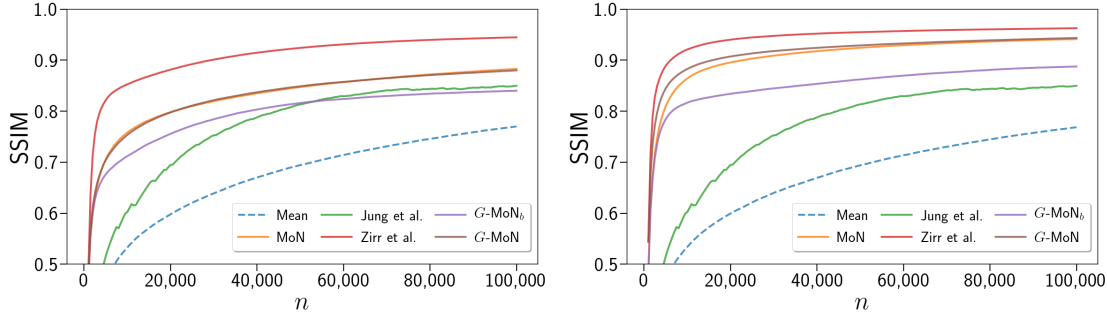 1.0
0.9
0.8
0.7
0.6
0.5
SSIM
0
20,000
40,000
60,000
80,000
100,000
n
Mean
MoN
Jung et al.
Zirr et al.
G-MoN_b
G-MoN
1.0
0.9
0.8
0.7
0.6
0.5
SSIM
0
20,000
40,000
60,000
80,000
100,000
n
Mean
MoN
Jung et al.
Zirr et al.
G-MoN_b
G-MoN